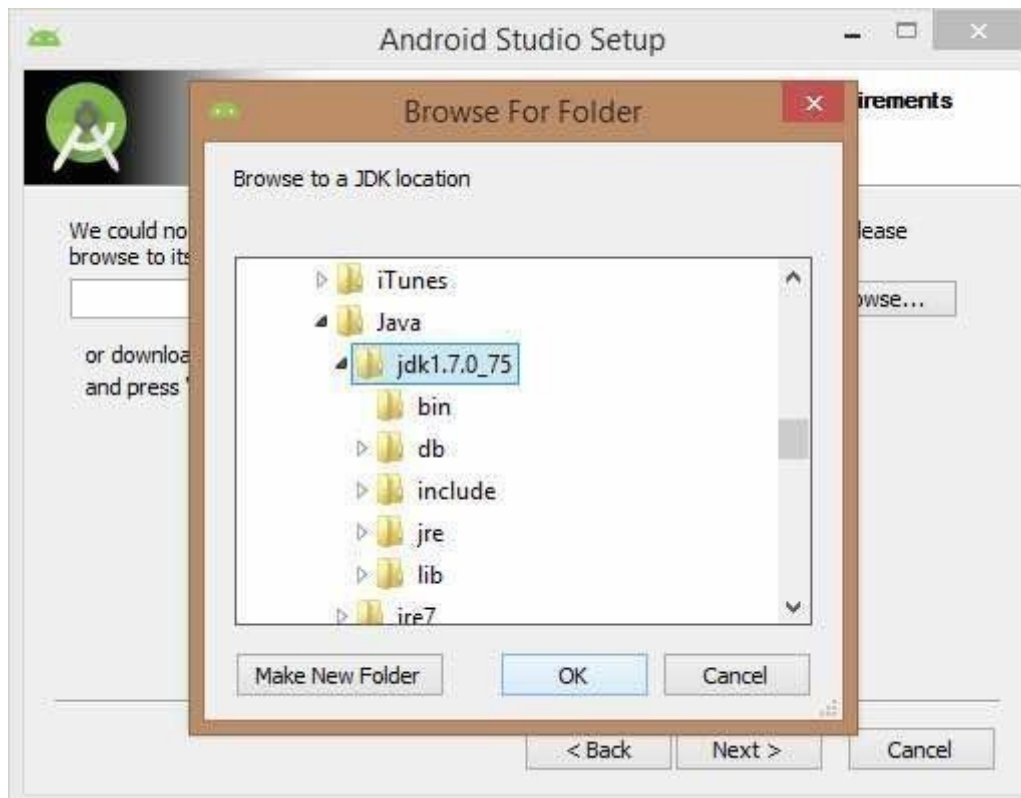 Android Studio Setup
Browse For Folder
Browse to a JDK location
We could no
browse to its
lease
owse...
or downloa
and press
iTunes
Java
jdk1.7.0_75
bin
db
include
jre
lib
jre7
Make New Folder
OK
Cancel
< Back
Next >
Cancel